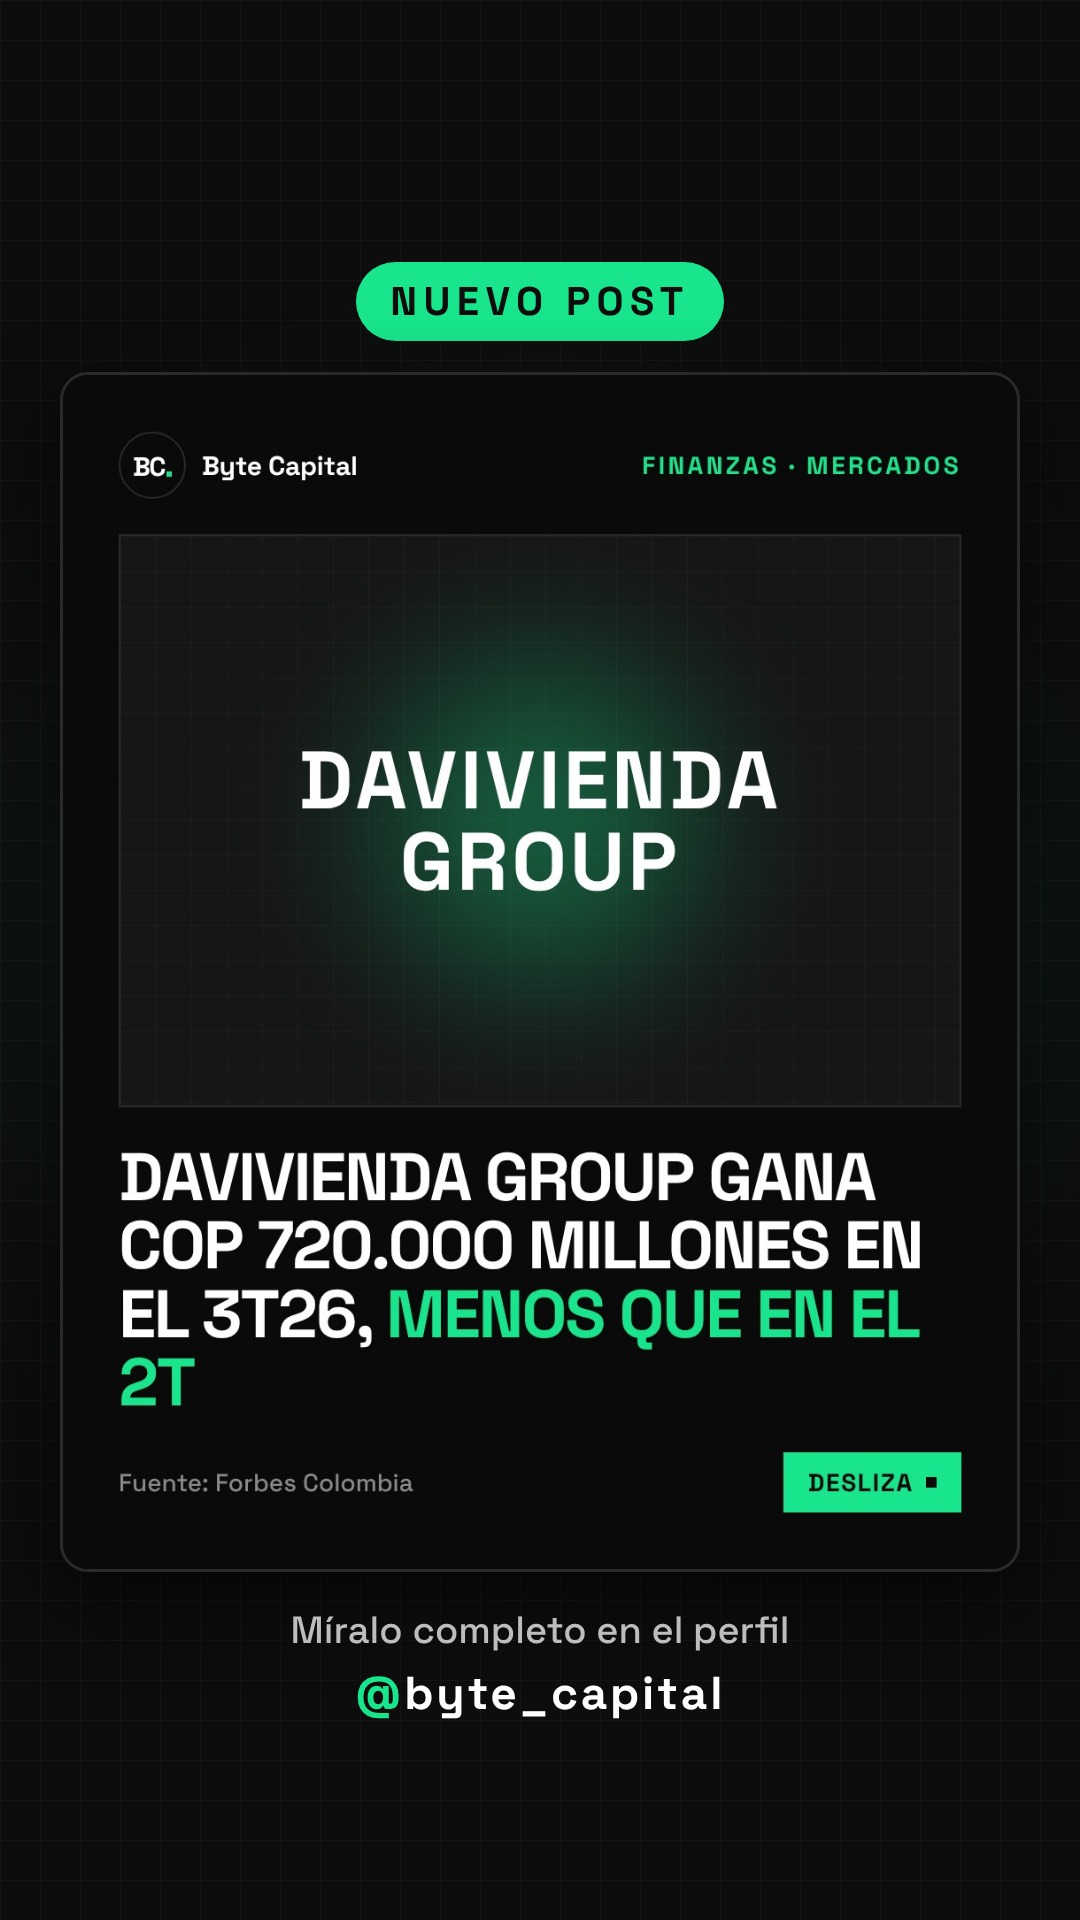 NUEVO POST
BC.
Byte Capital
FINANZAS · MERCADOS
DAVIVIENDA
GROUP
DAVIVIENDA GROUP GANA
COP 720.000 MILLONES EN
EL 3T26, MENOS QUE EN EL
2T
Fuente: Forbes Colombia
DESLIZA ▪
Míralo completo en el perfil
@byte_capital